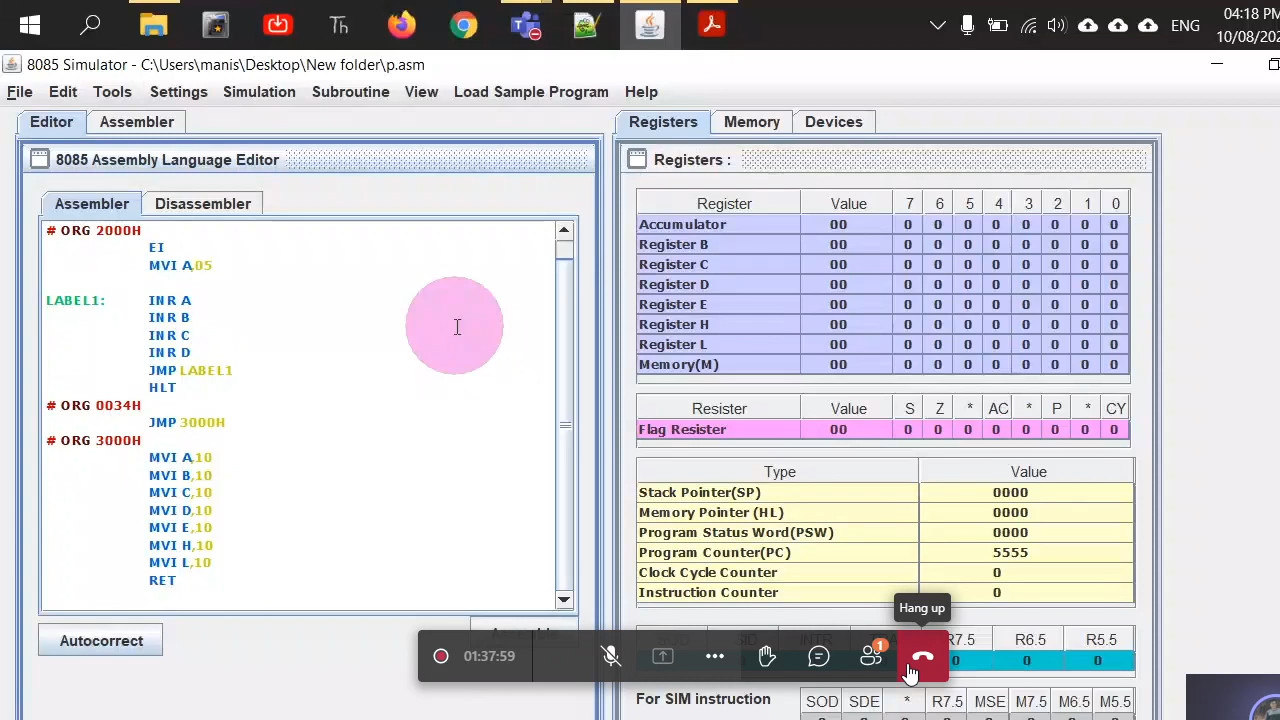 Th
ENG
04:18 PM
10/08/202
8085 Simulator - C:\Users\manis\Desktop\New folder\p.asm
File Edit Tools Settings Simulation Subroutine View Load Sample Program Help
Editor Assembler
8085 Assembly Language Editor
Assembler Disassembler
# ORG 2000H
EI
MVI A,05
LABEL1: INR A
INR B
INR C
INR D
JMP LABEL1
HLT
# ORG 0034H
JMP 3000H
# ORG 3000H
MVI A,10
MVI B,10
MVI C,10
MVI D,10
MVI E,10
MVI H,10
MVI L,10
RET
Autocorrect
Assemble
Registers Memory Devices
Registers :
Register Value 7 6 5 4 3 2 1 0
Accumulator 00 0 0 0 0 0 0 0 0
Register B 00 0 0 0 0 0 0 0 0
Register C 00 0 0 0 0 0 0 0 0
Register D 00 0 0 0 0 0 0 0 0
Register E 00 0 0 0 0 0 0 0 0
Register H 00 0 0 0 0 0 0 0 0
Register L 00 0 0 0 0 0 0 0 0
Memory(M) 00 0 0 0 0 0 0 0 0
Resister Value S Z * AC * P * CY
Flag Resister 00 0 0 0 0 0 0 0 0
Type Value
Stack Pointer(SP) 0000
Memory Pointer (HL) 0000
Program Status Word(PSW) 0000
Program Counter(PC) 5555
Clock Cycle Counter 0
Instruction Counter 0
Hang up
SID INTR R7.5 R6.5 R5.5
0 0 0
01:37:59
1
For SIM instruction SOD SDE * R7.5 MSE M7.5 M6.5 M5.5